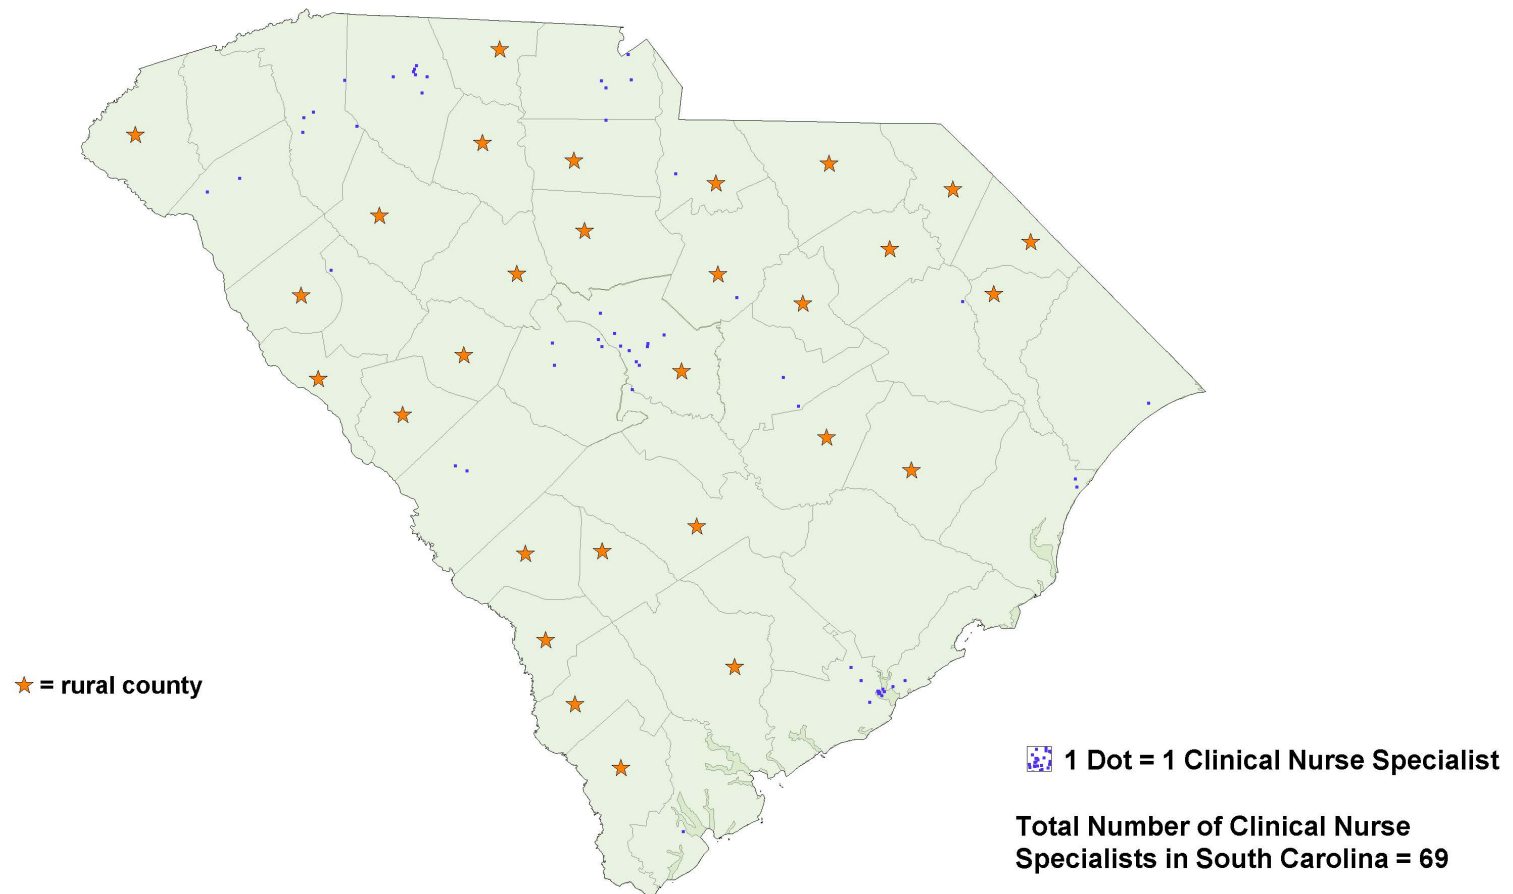 = rural county
1 Dot = 1 Clinical Nurse Specialist
Total Number of Clinical Nurse
Specialists in South Carolina = 69